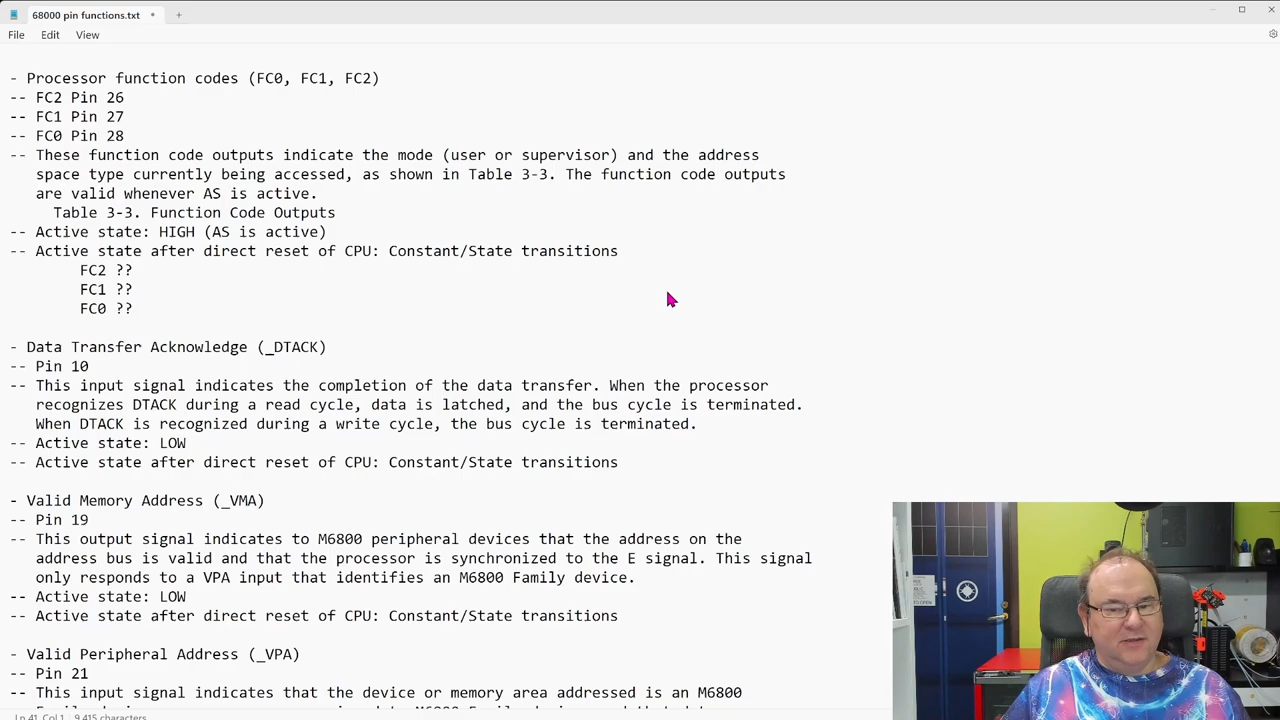 68000 pin functions.txt
File Edit View
- Processor function codes (FC0, FC1, FC2)
-- FC2 Pin 26
-- FC1 Pin 27
-- FC0 Pin 28
-- These function code outputs indicate the mode (user or supervisor) and the address
space type currently being accessed, as shown in Table 3-3. The function code outputs
are valid whenever AS is active.
Table 3-3. Function Code Outputs
-- Active state: HIGH (AS is active)
-- Active state after direct reset of CPU: Constant/State transitions
FC2 ??
FC1 ??
FC0 ??
- Data Transfer Acknowledge (_DTACK)
-- Pin 10
-- This input signal indicates the completion of the data transfer. When the processor
recognizes DTACK during a read cycle, data is latched, and the bus cycle is terminated.
When DTACK is recognized during a write cycle, the bus cycle is terminated.
-- Active state: LOW
-- Active state after direct reset of CPU: Constant/State transitions
- Valid Memory Address (_VMA)
-- Pin 19
-- This output signal indicates to M6800 peripheral devices that the address on the
address bus is valid and that the processor is synchronized to the E signal. This signal
only responds to a VPA input that identifies an M6800 Family device.
-- Active state: LOW
-- Active state after direct reset of CPU: Constant/State transitions
- Valid Peripheral Address (_VPA)
-- Pin 21
-- This input signal indicates that the device or memory area addressed is an M6800
Ln 41, Col 1 9,415 characters